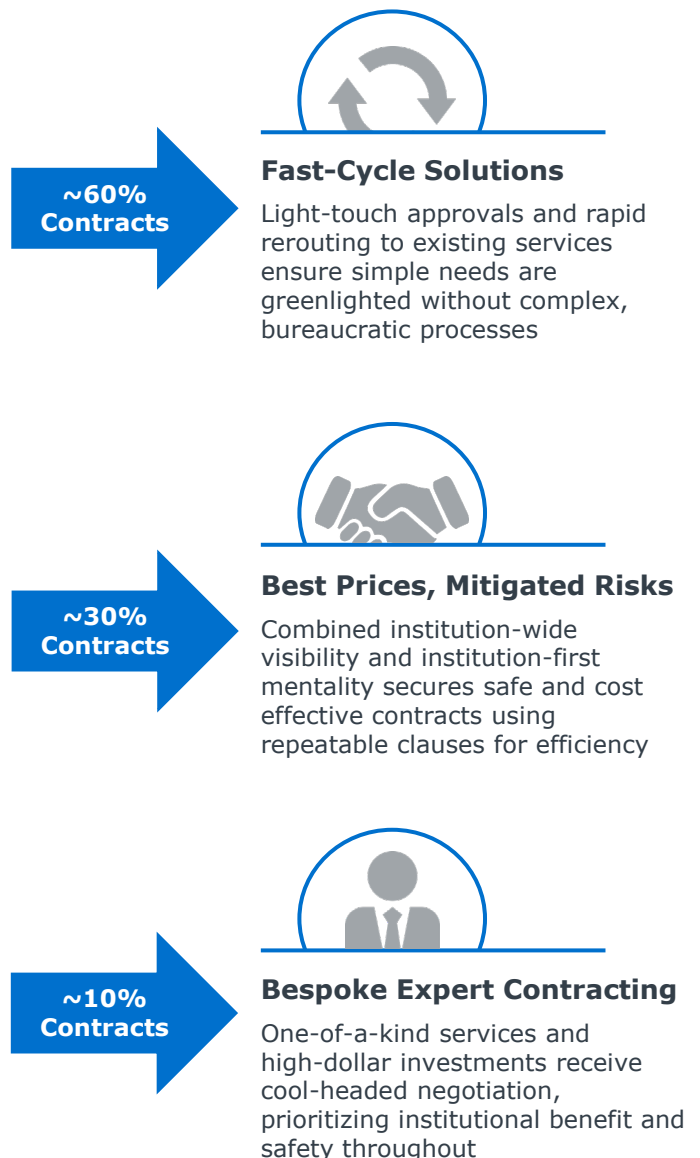 ~60%
Contracts
Fast-Cycle Solutions
Light-touch approvals and rapid
rerouting to existing services
ensure simple needs are
greenlighted without complex,
bureaucratic processes
~30%
Contracts
Best Prices, Mitigated Risks
Combined institution-wide
visibility and institution-first
mentality secures safe and cost
effective contracts using
repeatable clauses for efficiency
~10%
Contracts
Bespoke Expert Contracting
One-of-a-kind services and
high-dollar investments receive
cool-headed negotiation,
prioritizing institutional benefit and
safety throughout